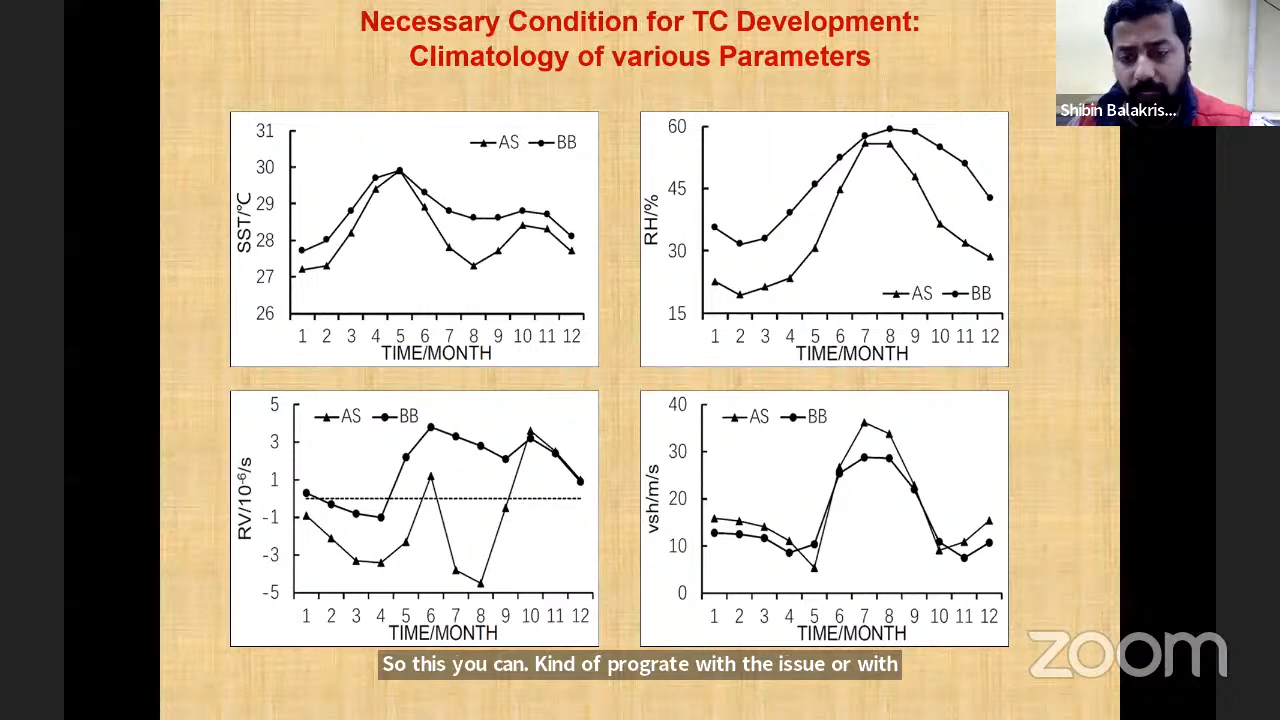 Necessary Condition for TC Development:
Climatology of various Parameters
Shibin Balakris...
31
30
29
28
27
26
SST/°C
AS BB
1 2 3 4 5 6 7 8 9 10 11 12
TIME/MONTH
60
45
30
15
RH/%
AS BB
1 2 3 4 5 6 7 8 9 10 11 12
TIME/MONTH
5
3
1
-1
-3
-5
RV/10⁻⁶/s
AS BB
1 2 3 4 5 6 7 8 9 10 11 12
TIME/MONTH
40
30
20
10
0
vsh/m/s
AS BB
1 2 3 4 5 6 7 8 9 10 11 12
TIME/MONTH
So this you can. Kind of prograte with the issue or with
zoom